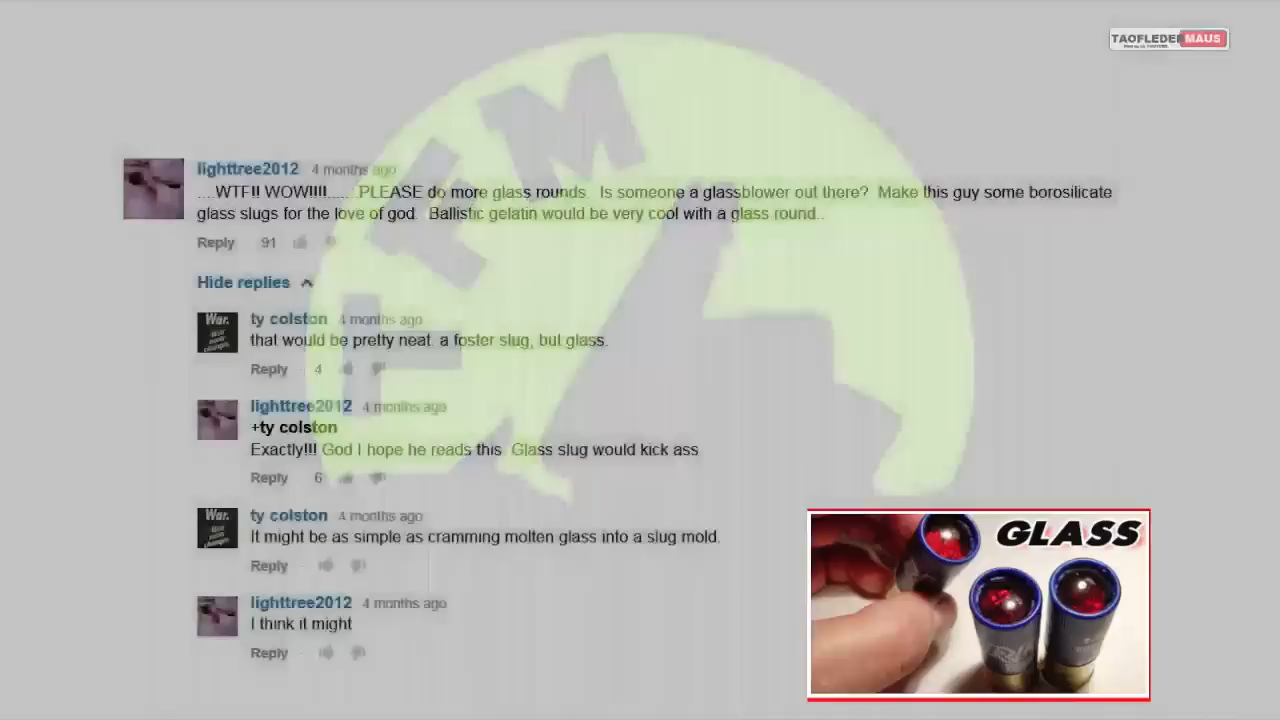 TAOFLEDERMAUS
ETFM
lighttree2012 4 months ago
....WTF!! WOW!!!!..... PLEASE do more glass rounds. Is someone a glassblower out there? Make this guy some borosilicate
glass slugs for the love of god. Ballistic gelatin would be very cool with a glass round..
Reply 91
Hide replies
War.
ty colston 4 months ago
that would be pretty neat. a foster slug, but glass.
Reply 4
lighttree2012 4 months ago
+ty colston
Exactly!!! God I hope he reads this. Glass slug would kick ass
Reply 6
War.
ty colston 4 months ago
It might be as simple as cramming molten glass into a slug mold.
Reply
lighttree2012 4 months ago
I think it might
Reply
GLASS